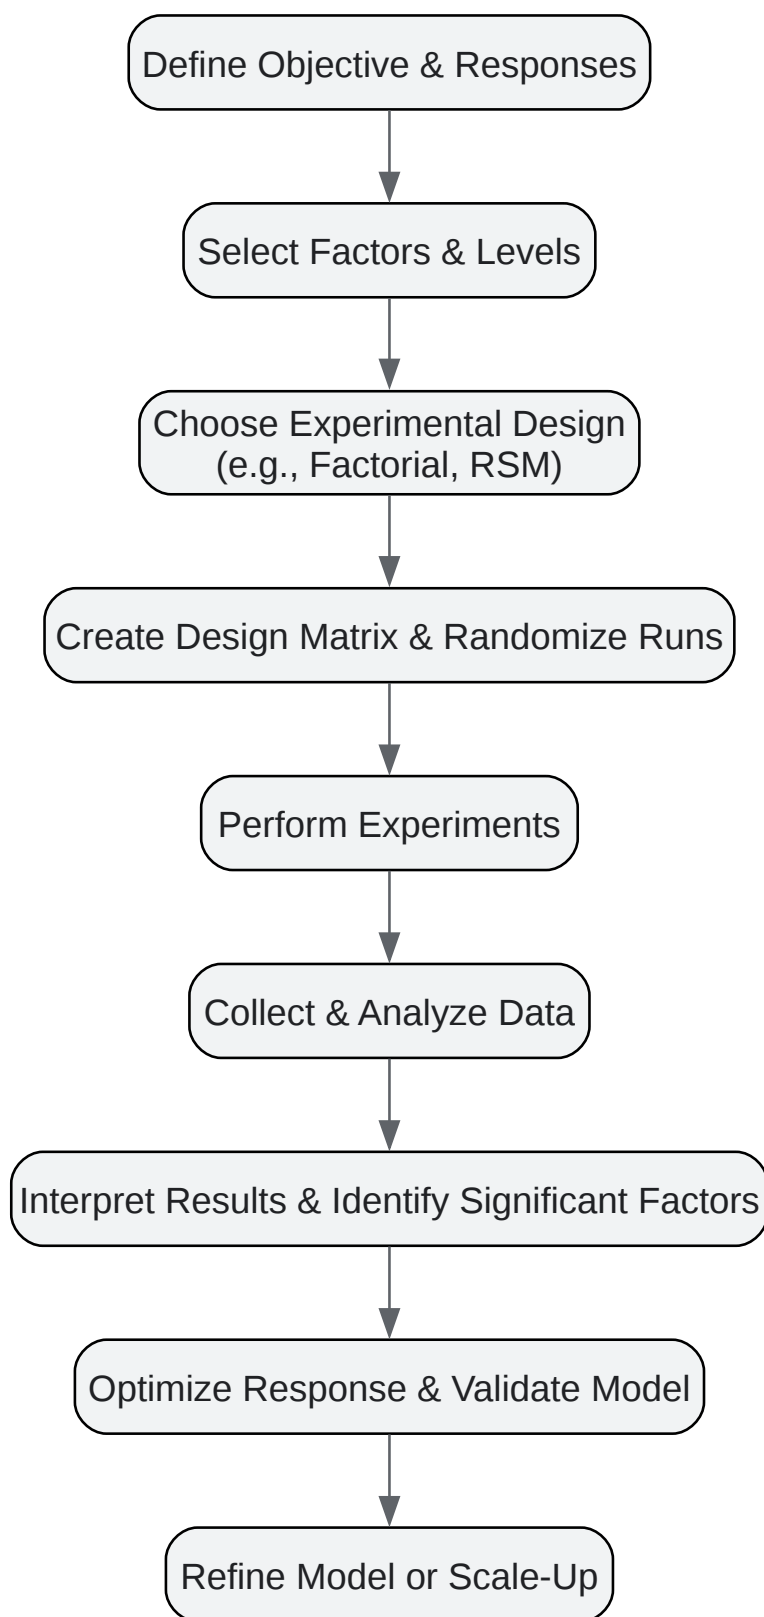 Define Objective & Responses
Select Factors & Levels
Choose Experimental Design
(e.g., Factorial, RSM)
Create Design Matrix & Randomize Runs
Perform Experiments
Collect & Analyze Data
Interpret Results & Identify Significant Factors
Optimize Response & Validate Model
Refine Model or Scale-Up